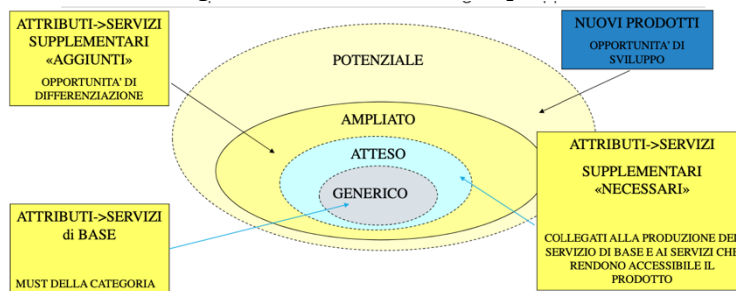 ATTRIBUTI->SERVIZI
SUPPLEMENTARI
«AGGIUNTI»
OPPORTUNITA' DI
DIFFERENZIAZIONE
NUOVI PRODOTTI
OPPORTUNITA' DI
SVILUPPO
POTENZIALE
AMPLIATO
ATTESO
GENERICO
ATTRIBUTI->SERVIZI
SUPPLEMENTARI
«NECESSARI»
COLLEGATI ALLA PRODUZIONE DEL
SERVIZIO DI BASE E AI SERVIZI CHE
RENDONO ACCESSIBILE IL
PRODOTTO
ATTRIBUTI->SERVIZI
di BASE
MUST DELLA CATEGORIA